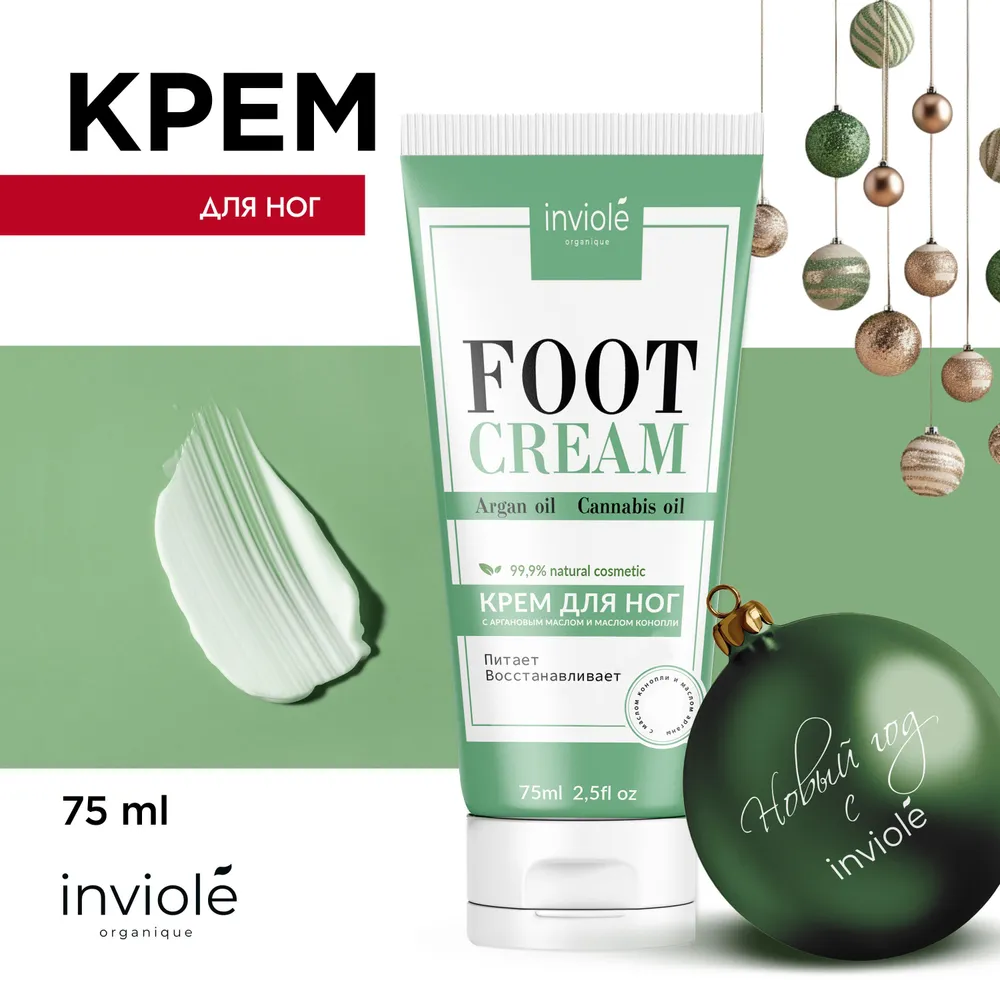 КРЕМ
ДЛЯ НОГ
inviolé
organique
FOOT
CREAM
Argan oil Cannabis oil
99,9% natural cosmetic
КРЕМ ДЛЯ НОГ
С АРГАНОВЫМ МАСЛОМ И МАСЛОМ КОНОПЛИ
Питает
Восстанавливает
с маслом конопли и маслом арганы
75ml 2,5fl oz
Новый год
с
inviolé
75 ml
inviolé
organique